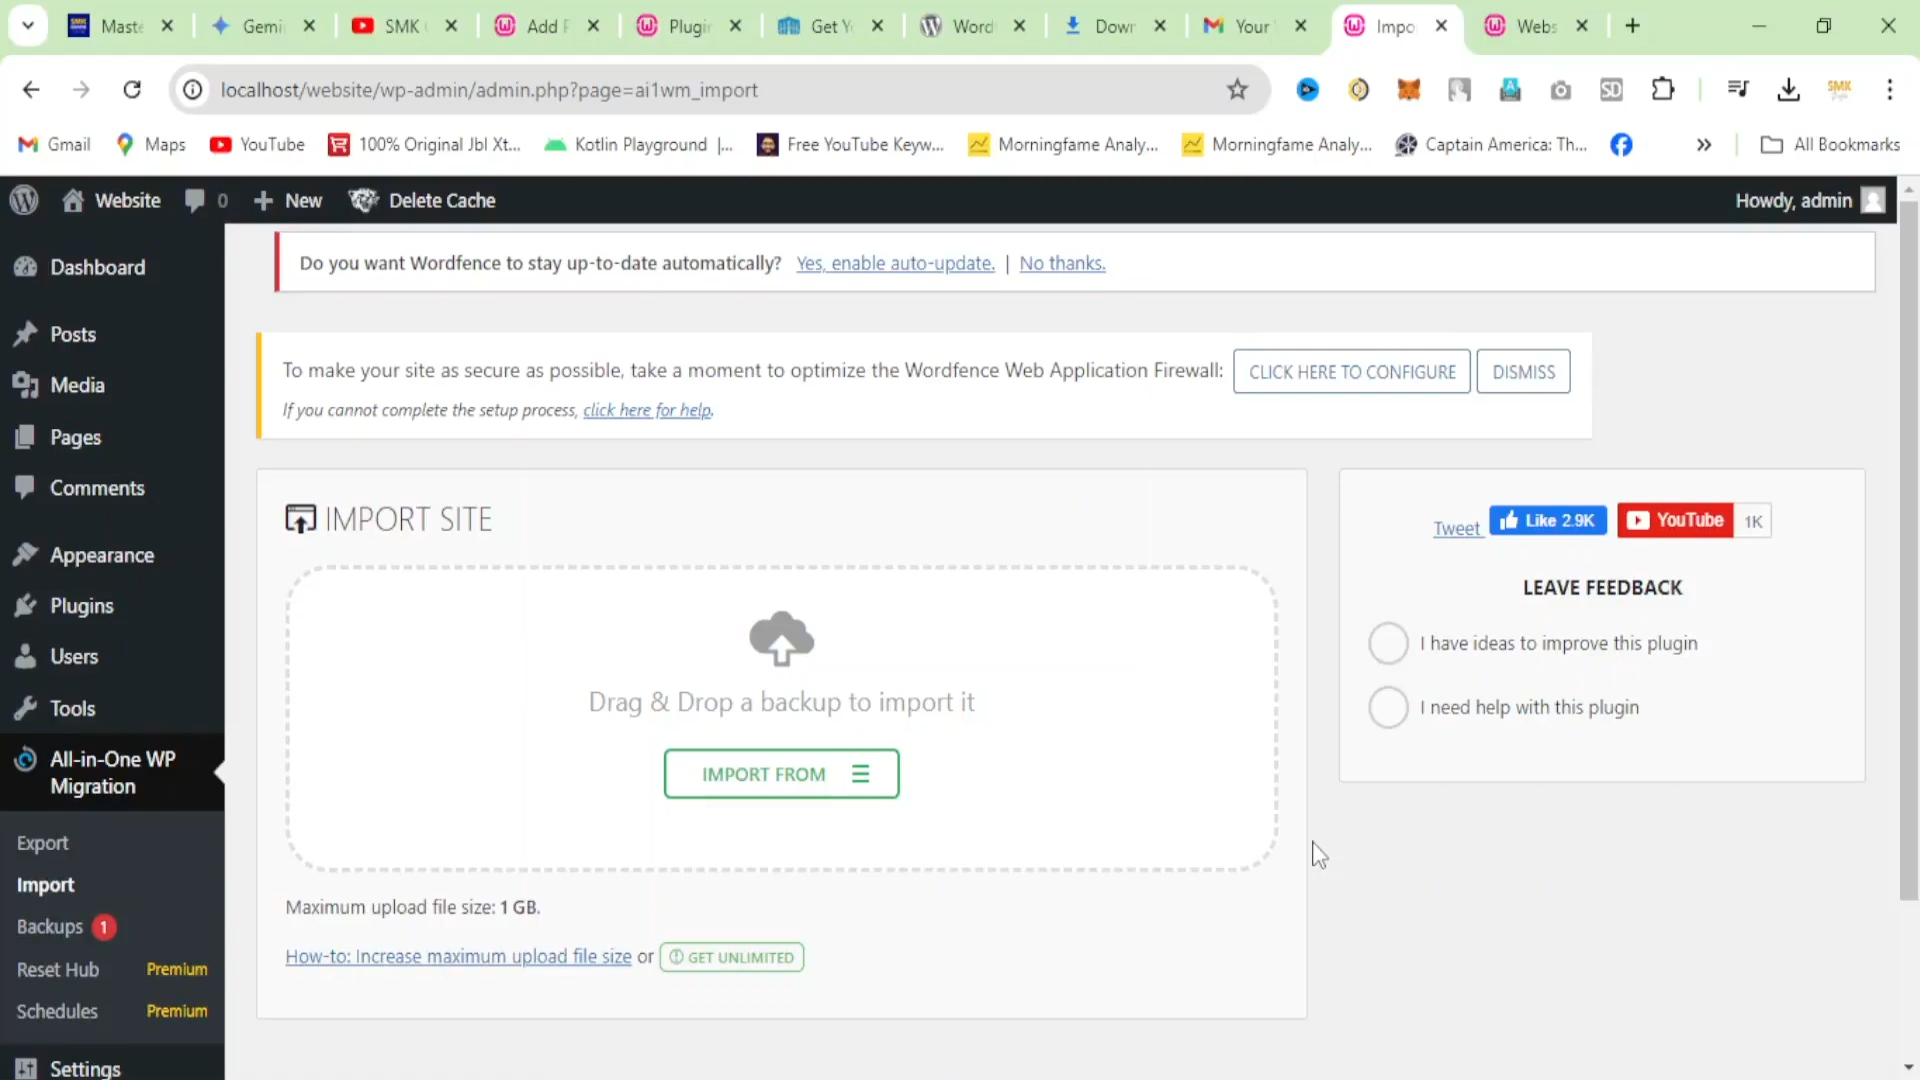 Maste
Gemi
SMK
Add P
Plugin
Get Y
Word
Down
Your
Impo
Webs
localhost/website/wp-admin/admin.php?page=ai1wm_import
SD
SMK
Gmail
Maps
YouTube
100% Original Jbl Xt...
Kotlin Playground |...
Free YouTube Keyw...
Morningfame Analy...
Morningfame Analy...
Captain America: Th...
All Bookmarks
Website
0
New
Delete Cache
Howdy, admin
Dashboard
Posts
Media
Pages
Comments
Appearance
Plugins
Users
Tools
All-in-One WP
Migration
Export
Import
Backups 1
Reset Hub Premium
Schedules Premium
Settings
Do you want Wordfence to stay up-to-date automatically? Yes, enable auto-update. | No thanks.
To make your site as secure as possible, take a moment to optimize the Wordfence Web Application Firewall: CLICK HERE TO CONFIGURE DISMISS
If you cannot complete the setup process, click here for help.
IMPORT SITE
Drag & Drop a backup to import it
IMPORT FROM
Maximum upload file size: 1 GB.
How-to: Increase maximum upload file size or GET UNLIMITED
Tweet Like 2.9K YouTube 1K
LEAVE FEEDBACK
I have ideas to improve this plugin
I need help with this plugin